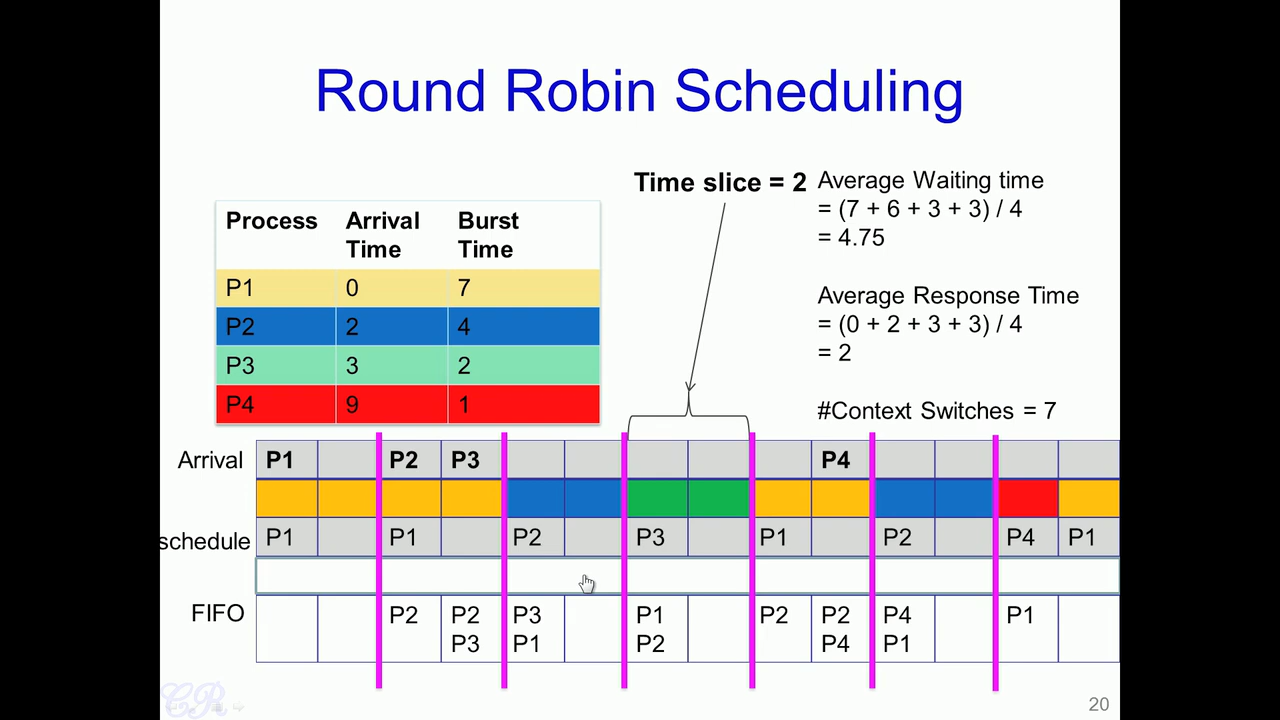 Round Robin Scheduling
Time slice = 2
Average Waiting time
= (7 + 6 + 3 + 3) / 4
= 4.75
Average Response Time
= (0 + 2 + 3 + 3) / 4
= 2
#Context Switches = 7
Process Arrival Time Burst Time
P1 0 7
P2 2 4
P3 3 2
P4 9 1
Arrival P1 P2 P3 P4
schedule P1 P1 P2 P3 P1 P2 P4 P1
FIFO P2 P2 P3 P1 P2 P2 P4 P1
P3 P1 P2 P4 P1
20